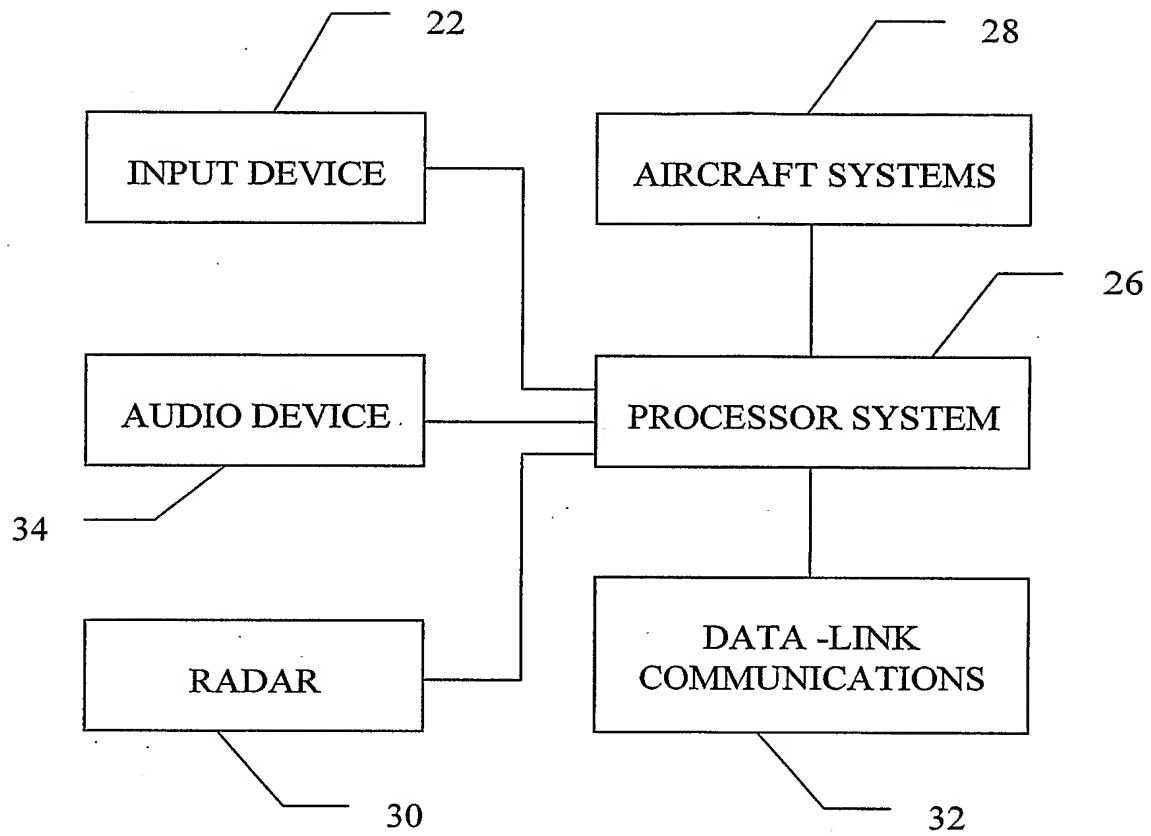 22
28
INPUT DEVICE
AIRCRAFT SYSTEMS
26
AUDIO DEVICE
PROCESSOR SYSTEM
34
RADAR
DATA -LINK
COMMUNICATIONS
30
32